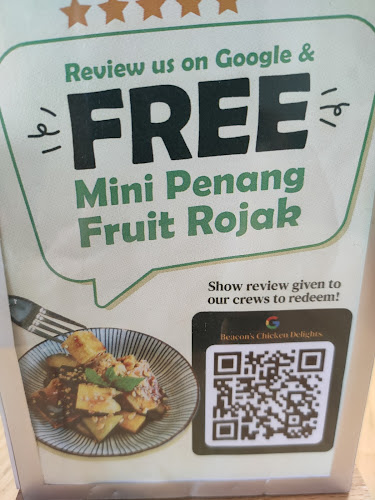 Review us on Google &
FREE
Mini Penang
Fruit Rojak
Show review given to
our crews to redeem!
Beacon's Chicken Delights